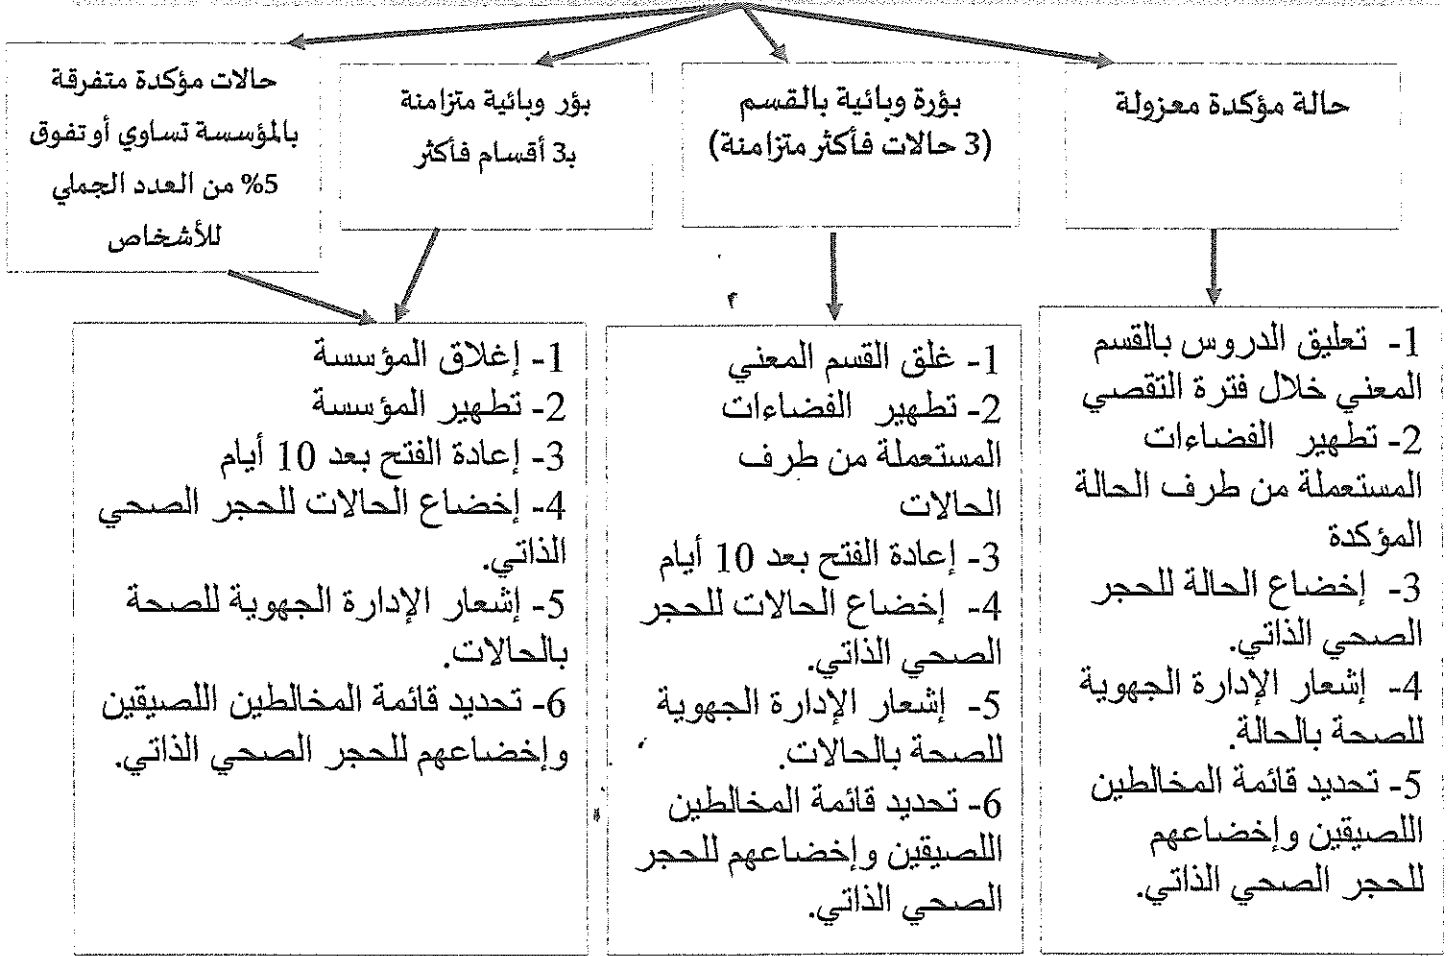 حالة مؤكدة معزولة
بؤرة وبائية بالقسم
(3 حالات فأكثر متزامنة)
بؤر وبائية متزامنة
بـ3 أقسام فأكثر
حالات مؤكدة متفرقة
بالمؤسسة تساوي أو تفوق
5% من العدد الجملي
للأشخاص
1- تعليق الدروس بالقسم
المعني خلال فترة التقصي
2- تطهير الفضاءات
المستعملة من طرف الحالة
المؤكدة
3- إخضاع الحالة للحجر
الصحي الذاتي.
4- إشعار الإدارة الجهوية
للصحة بالحالة.
5- تحديد قائمة المخالطين
اللصيقين وإخضاعهم
للحجر الصحي الذاتي.
1- غلق القسم المعني
2- تطهير الفضاءات
المستعملة من طرف
الحالات
3- إعادة الفتح بعد 10 أيام
4- إخضاع الحالات للحجر
الصحي الذاتي.
5- إشعار الإدارة الجهوية
للصحة بالحالات.
6- تحديد قائمة المخالطين
اللصيقين وإخضاعهم للحجر
الصحي الذاتي.
1- إغلاق المؤسسة
2- تطهير المؤسسة
3- إعادة الفتح بعد 10 أيام
4- إخضاع الحالات للحجر الصحي
الذاتي.
5- إشعار الإدارة الجهوية للصحة
بالحالات.
6- تحديد قائمة المخالطين اللصيقين
وإخضاعهم للحجر الصحي الذاتي.